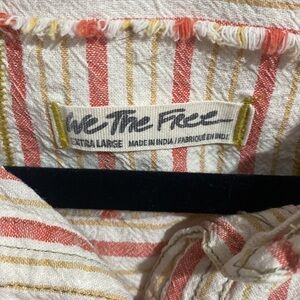 We The Free
EXTRA LARGE MADE IN INDIA / FABRIQUÉ EN INDE